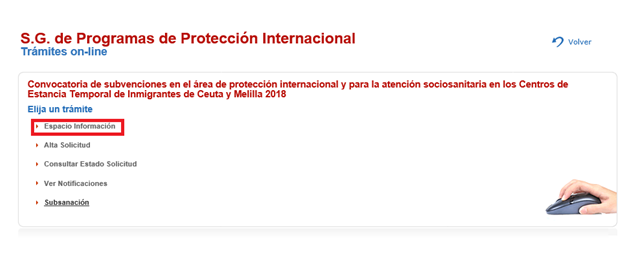 S.G. de Programas de Protección Internacional
Trámites on-line
Volver
Convocatoria de subvenciones en el área de protección internacional y para la atención sociosanitaria en los Centros de
Estancia Temporal de Inmigrantes de Ceuta y Melilla 2018
Elija un trámite
Espacio Información
Alta Solicitud
Consultar Estado Solicitud
Ver Notificaciones
Subsanación